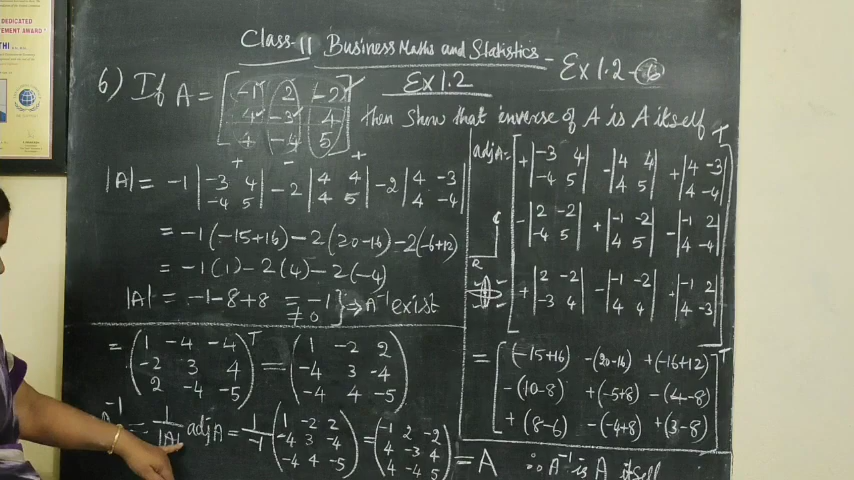 DEDICATED
Class-11 Business Maths and Statistics - Ex 1.2 - 6
Ex 1.2
6) If A = [ -1 2 -2
4 -3 4
4 -4 5 ] then show that inverse of A is A itself
+ - +
|A| = -1 | -3 4 | - 2 | 4 4 | - 2 | 4 -3 |
| -4 5 | | 4 5 | | 4 -4 |
= -1 (-15+16) - 2 (20-16) - 2 (-6+12)
= -1 (1) - 2 (4) - 2 (-4)
|A| = -1 - 8 + 8 = -1 } ⇒ A⁻¹ exist
≠ 0
adj A = [ + | -3 4 | - | 4 4 | + | 4 -3 |
| -4 5 | | 4 5 | | 4 -4 |
- | 2 -2 | + | -1 -2 | - | -1 2 |
| -4 5 | | 4 5 | | 4 -4 |
+ | 2 -2 | - | -1 -2 | + | -1 2 |
| -3 4 | | 4 4 | | 4 -3 | ]ᵀ
= [ (-15+16) -(20-16) +(-16+12)
-(10-8) +(-5+8) -(4-8)
+(8-6) -(-4+8) +(3-8) ]ᵀ
= ( 1 -4 -4 )ᵀ = ( 1 -2 2 )
( -2 3 4 ) ( -4 3 -4 )
( 2 -4 -5 ) ( -4 4 -5 )
A⁻¹ = 1/|A| adj A = 1/-1 ( 1 -2 2 ) = ( -1 2 -2 ) = A ∴ A⁻¹ is A itself
( -4 3 -4 ) ( 4 -3 4 )
( -4 4 -5 ) ( 4 -4 5 )